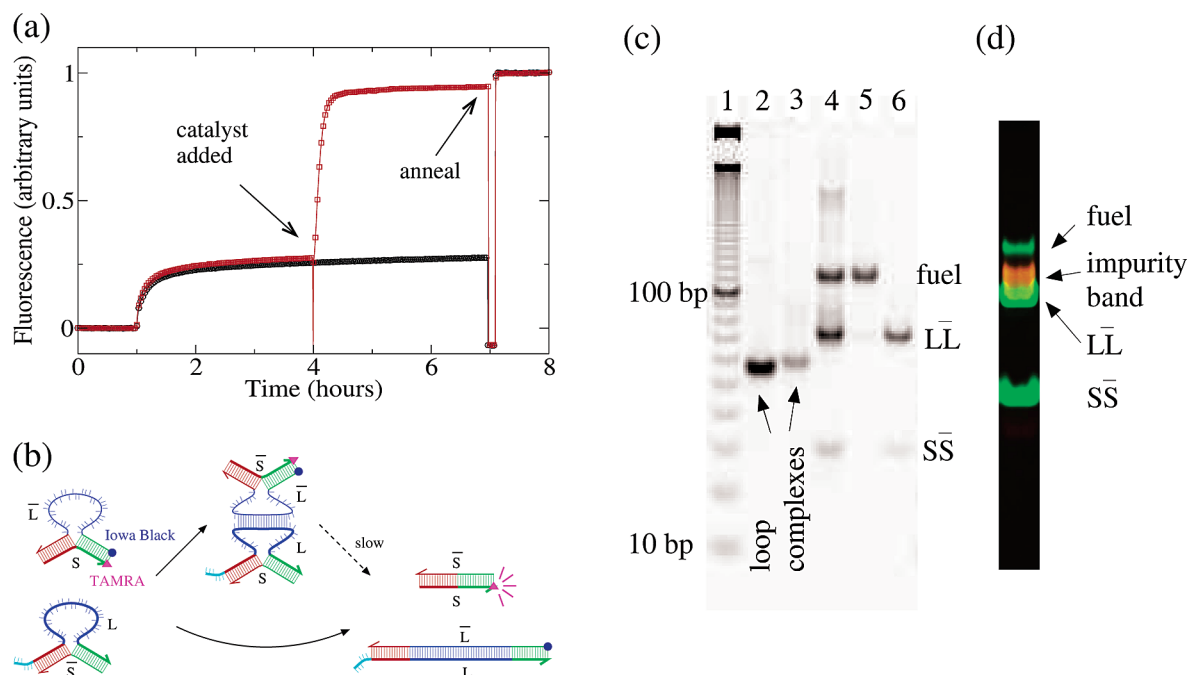 (a)
Fluorescence (arbitrary units)
1
0.5
0
0 2 4 6 8
Time (hours)
catalyst
added
anneal
(b)
L̅
S
Iowa Black
TAMRA
L
S̅
S̅
L̅
L
S
slow
S̅
S
L̅
L
(c)
1 2 3 4 5 6
100 bp
10 bp
loop
complexes
fuel
LL̅
SS̅
(d)
fuel
impurity
band
LL̅
SS̅